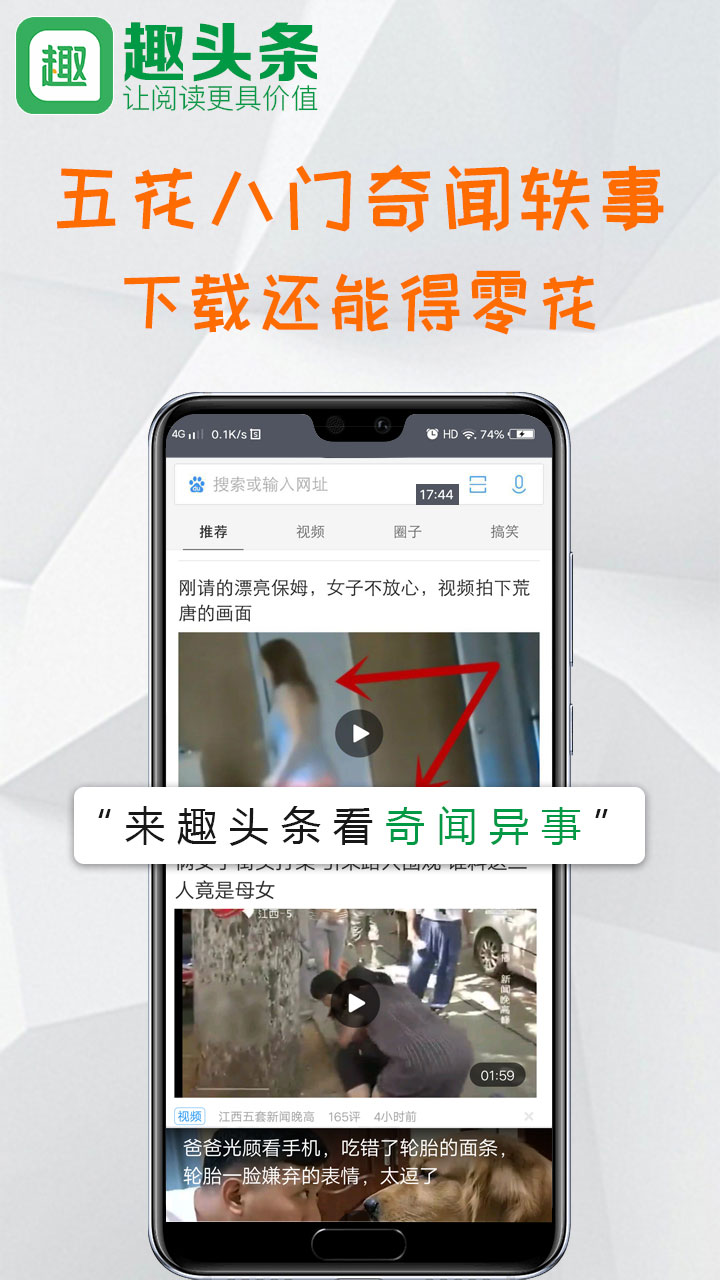 趣
趣头条
让阅读更具价值
五花八门奇闻轶事
下载还能得零花
4G 0.1K/s HD 74%
搜索或输入网址
17:44
推荐 视频 圈子 搞笑
刚请的漂亮保姆，女子不放心，视频拍下荒
唐的画面
“来趣头条看奇闻异事”
人竟是母女
江西-5
新闻晚高峰
01:59
视频 江西五套新闻晚高 165评 4小时前
爸爸光顾看手机，吃错了轮胎的面条，
轮胎一脸嫌弃的表情，太逗了